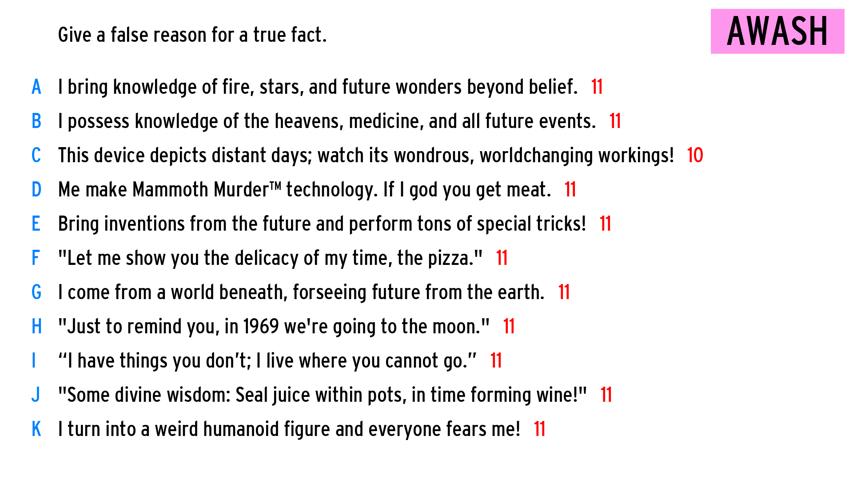 Give a false reason for a true fact.
AWASH
A I bring knowledge of fire, stars, and future wonders beyond belief. 11
B I possess knowledge of the heavens, medicine, and all future events. 11
C This device depicts distant days; watch its wondrous, worldchanging workings! 10
D Me make Mammoth Murder™ technology. If I god you get meat. 11
E Bring inventions from the future and perform tons of special tricks! 11
F "Let me show you the delicacy of my time, the pizza." 11
G I come from a world beneath, forseeing future from the earth. 11
H "Just to remind you, in 1969 we're going to the moon." 11
I “I have things you don’t; I live where you cannot go.” 11
J "Some divine wisdom: Seal juice within pots, in time forming wine!" 11
K I turn into a weird humanoid figure and everyone fears me! 11